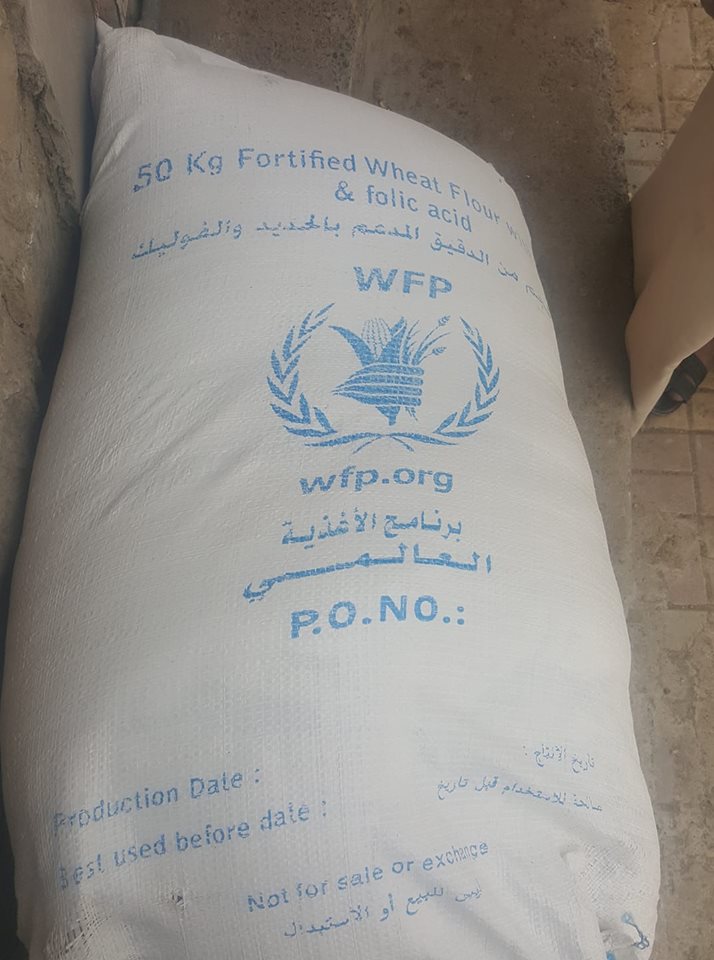 50 Kg Fortified Wheat Flour
& folic acid
من الدقيق المدعم بالحديد والفوليك
WFP
wfp.org
برنامج الأغذية
العالمي
P.O.NO.:
Production Date :
تاريخ الإنتاج :
Best used before date :
صالحة للاستخدام قبل تاريخ
Not for sale or exchange
ليس للبيع أو الاستبدال